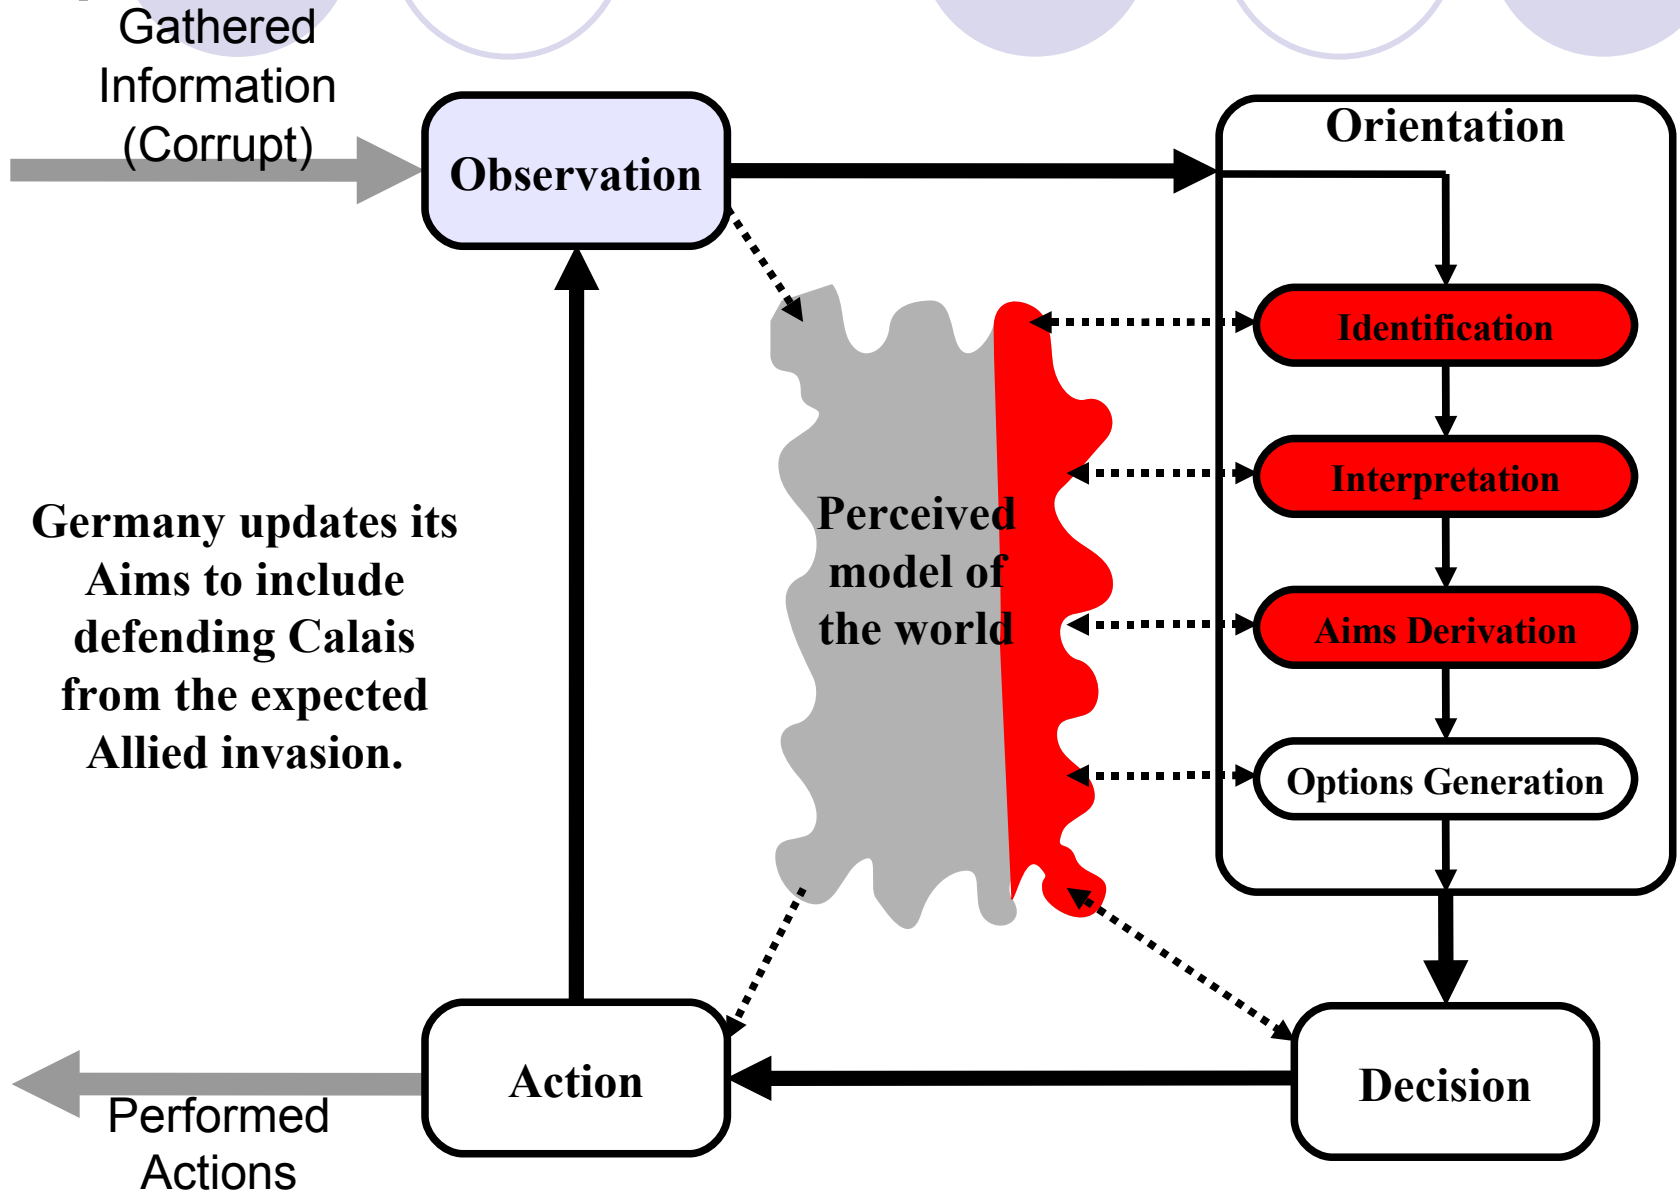 Gathered
Information
(Corrupt)
Observation
Orientation
Identification
Interpretation
Aims Derivation
Options Generation
Perceived
model of
the world
Germany updates its
Aims to include
defending Calais
from the expected
Allied invasion.
Action
Decision
Performed
Actions